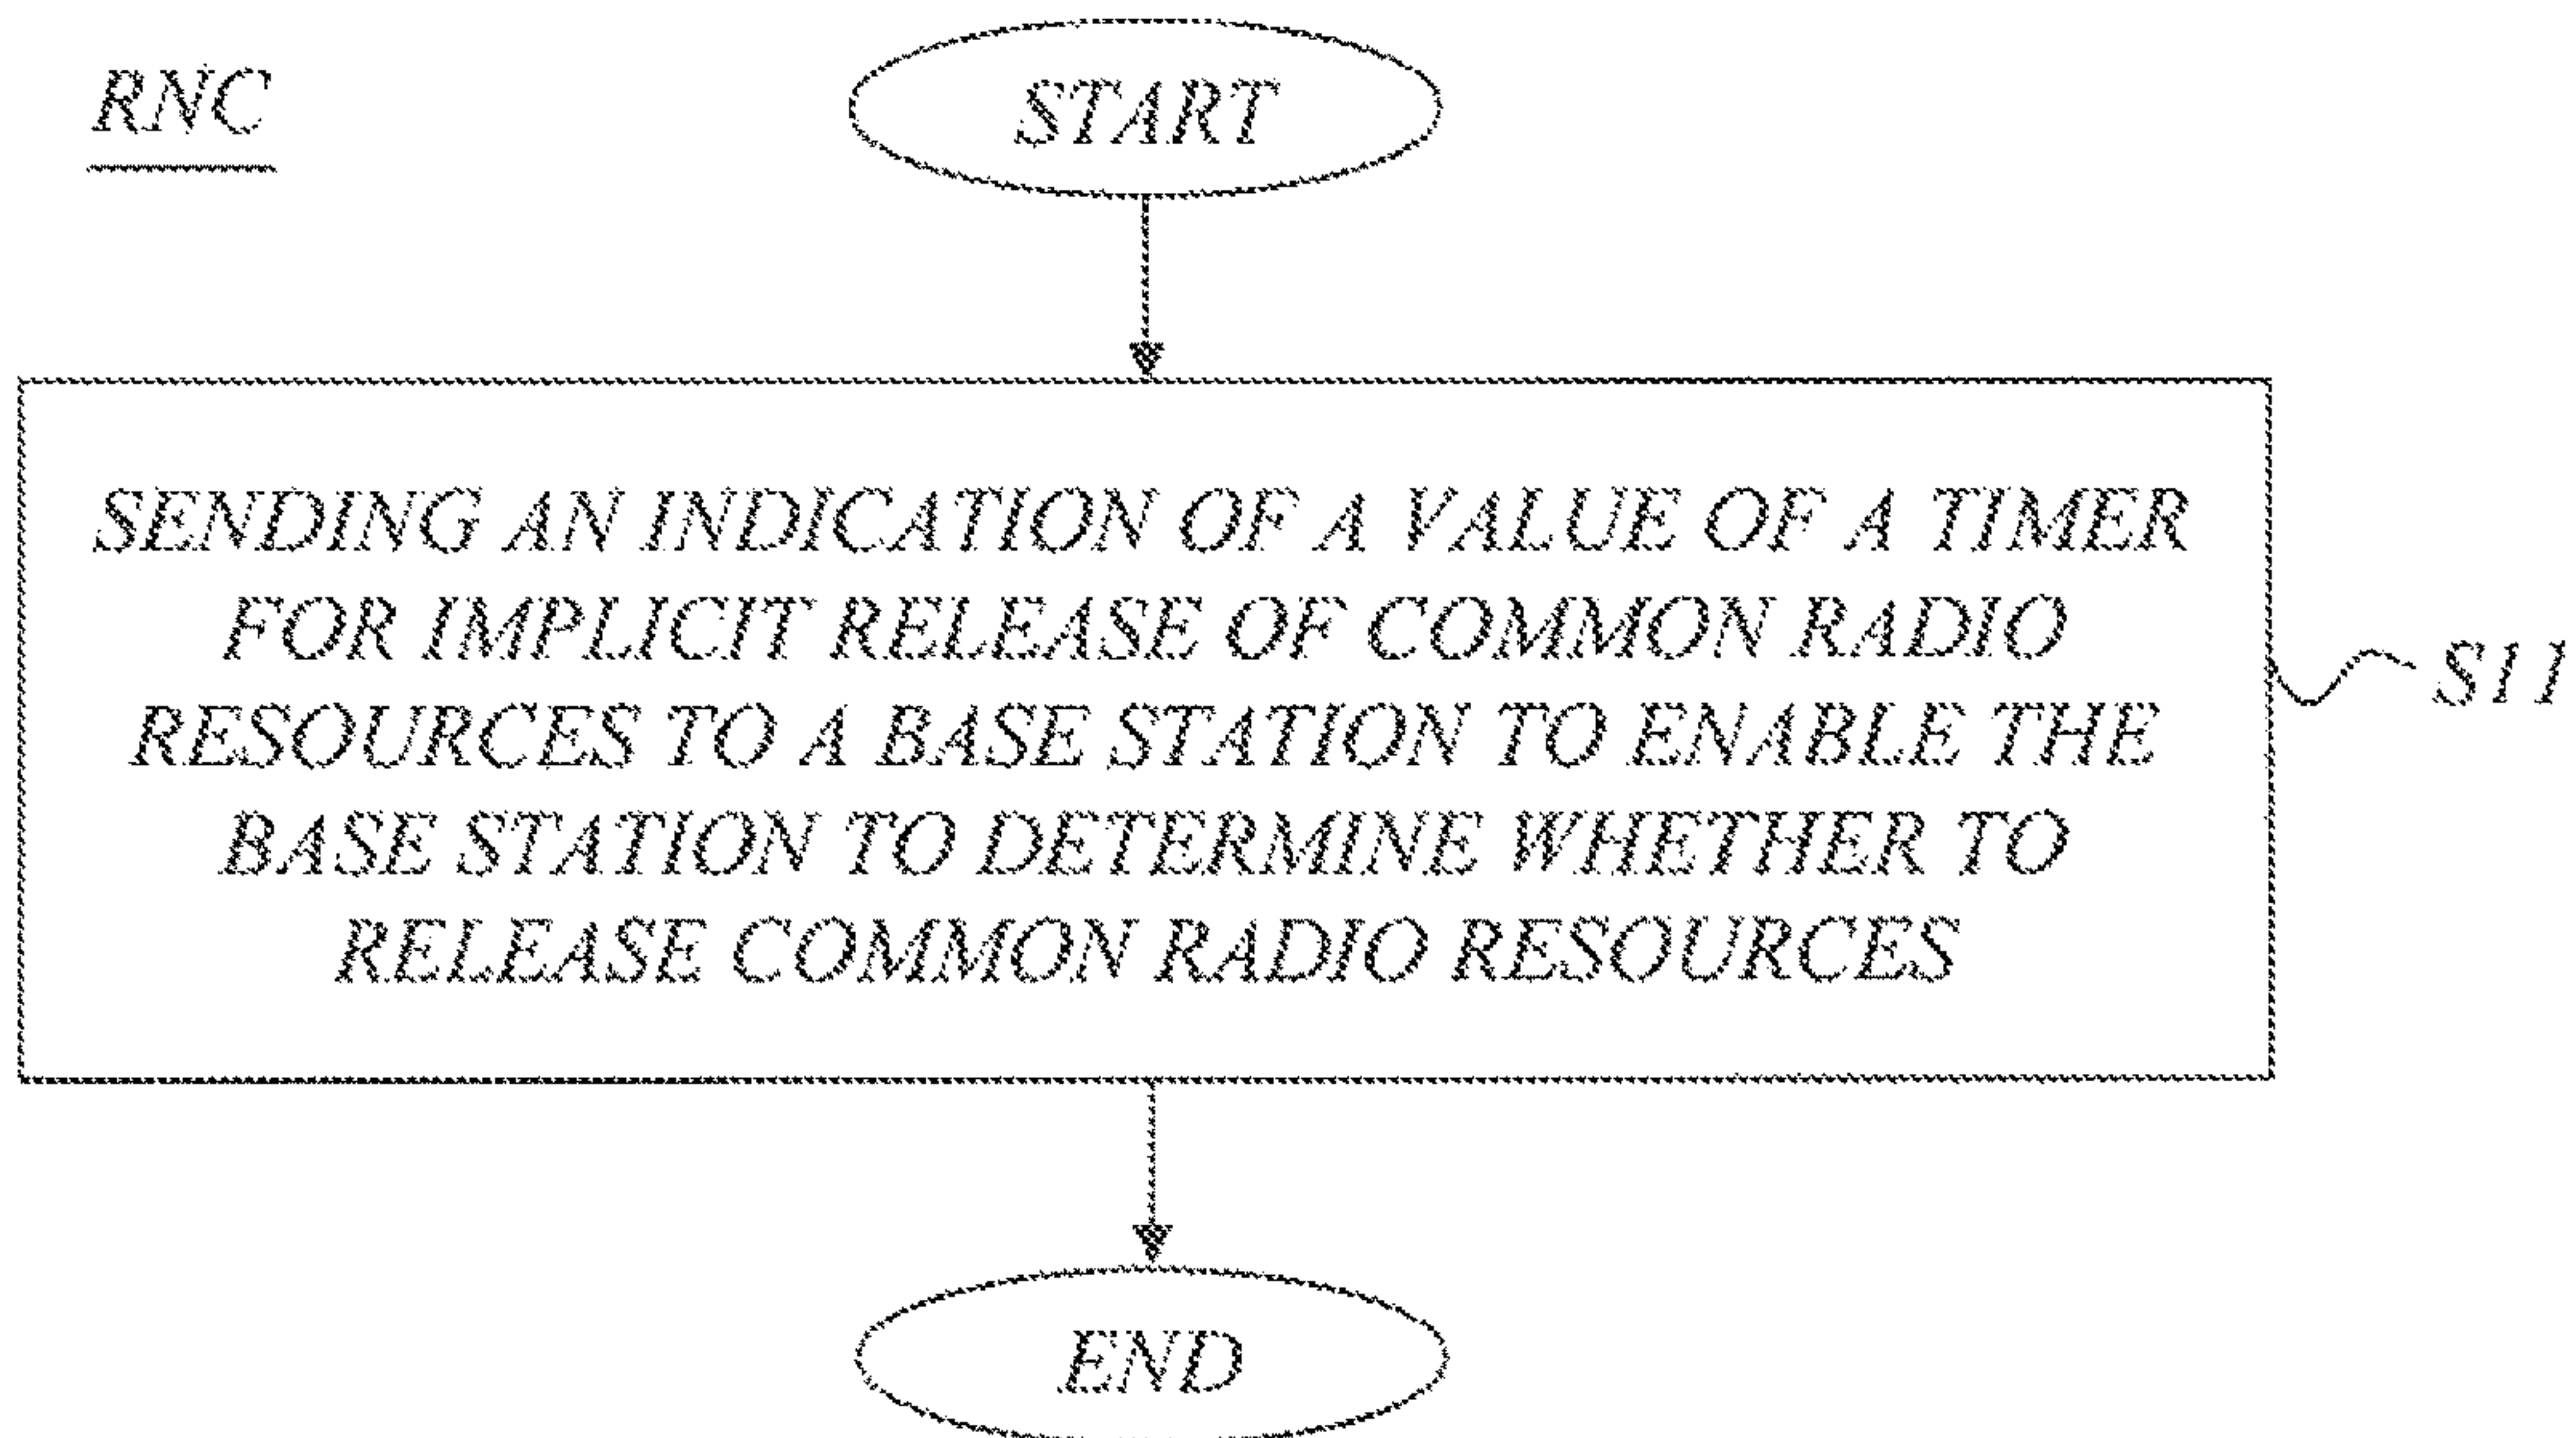 RNC
START
SENDING AN INDICATION OF A VALUE OF A TIMER
FOR IMPLICIT RELEASE OF COMMON RADIO
RESOURCES TO A BASE STATION TO ENABLE THE
BASE STATION TO DETERMINE WHETHER TO
RELEASE COMMON RADIO RESOURCES
S11
END